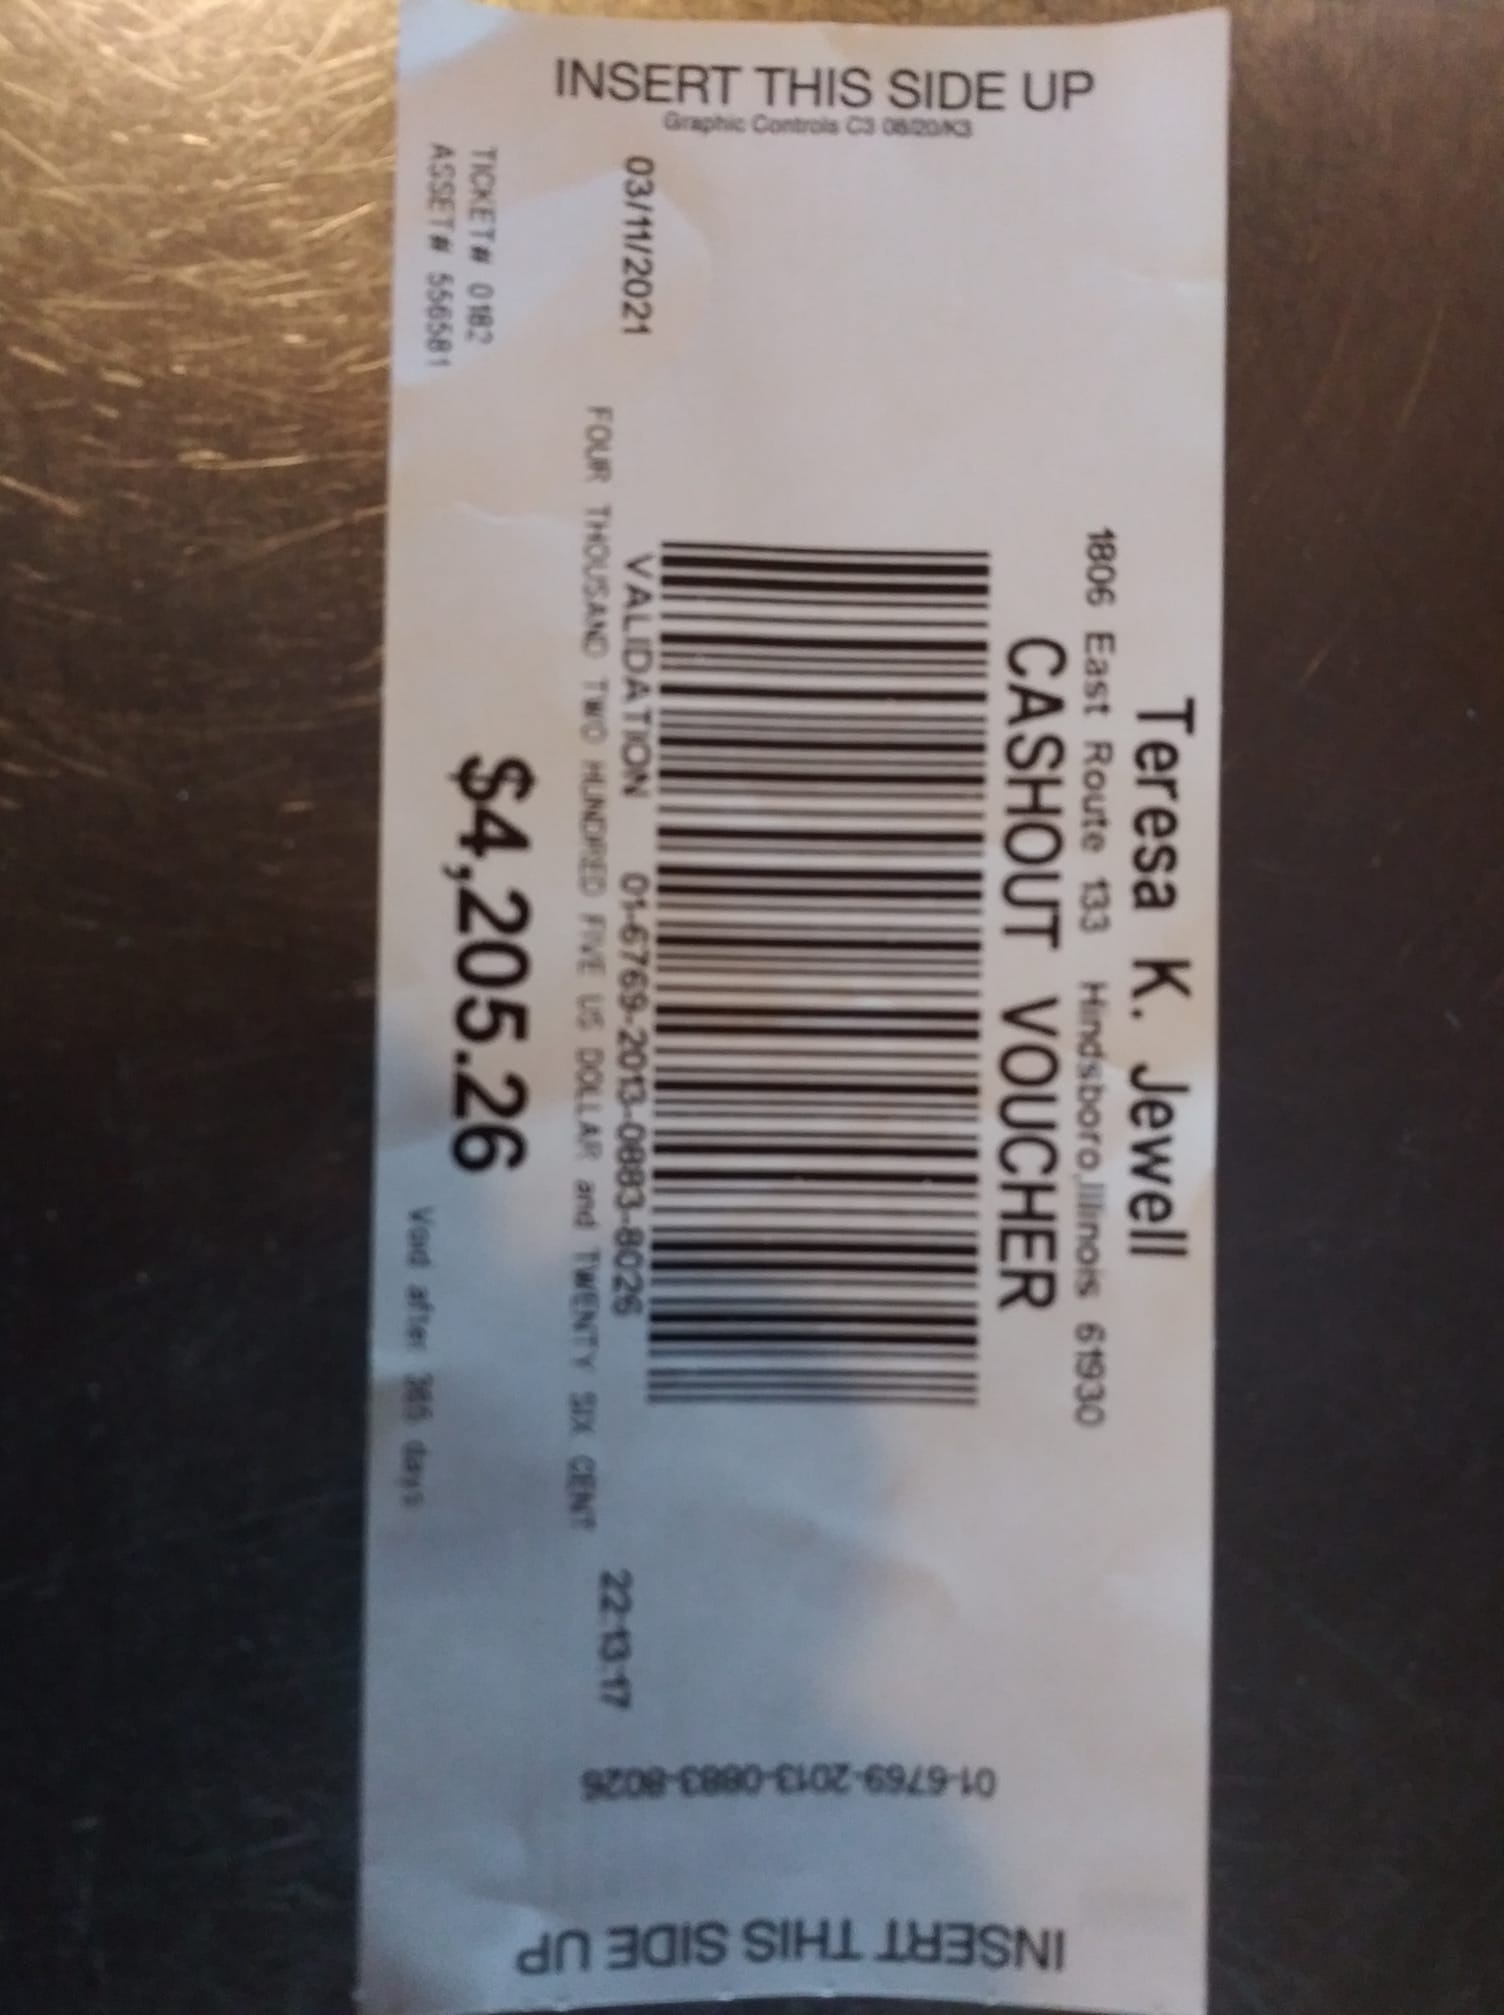 INSERT THIS SIDE UP
Graphic Controls C3 08/20/K3
Teresa K. Jewell
1806 East Route 133 Hindsboro,Illinois 61930
CASHOUT VOUCHER
03/11/2021 VALIDATION 01-6769-2013-0883-8026 22:13:17
FOUR THOUSAND TWO HUNDRED FIVE US DOLLAR and TWENTY SIX CENT
TICKET# 0182 $4,205.26
ASSET# 556581 Void after 365 days
01-6769-2013-0883-8026
INSERT THIS SIDE UP